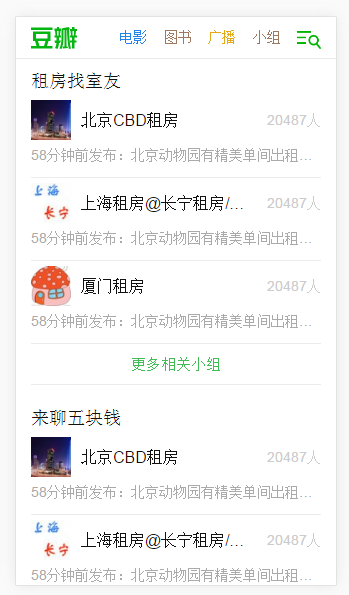 豆瓣 电影 图书 广播 小组
租房找室友
北京CBD租房 20487人
58分钟前发布：北京动物园有精美单间出租...
上海 长宁
上海租房@长宁租房/... 20487人
58分钟前发布：北京动物园有精美单间出租...
厦门租房 20487人
58分钟前发布：北京动物园有精美单间出租...
更多相关小组
来聊五块钱
北京CBD租房 20487人
58分钟前发布：北京动物园有精美单间出租...
上海 长宁
上海租房@长宁租房/... 20487人
58分钟前发布：北京动物园有精美单间出租...